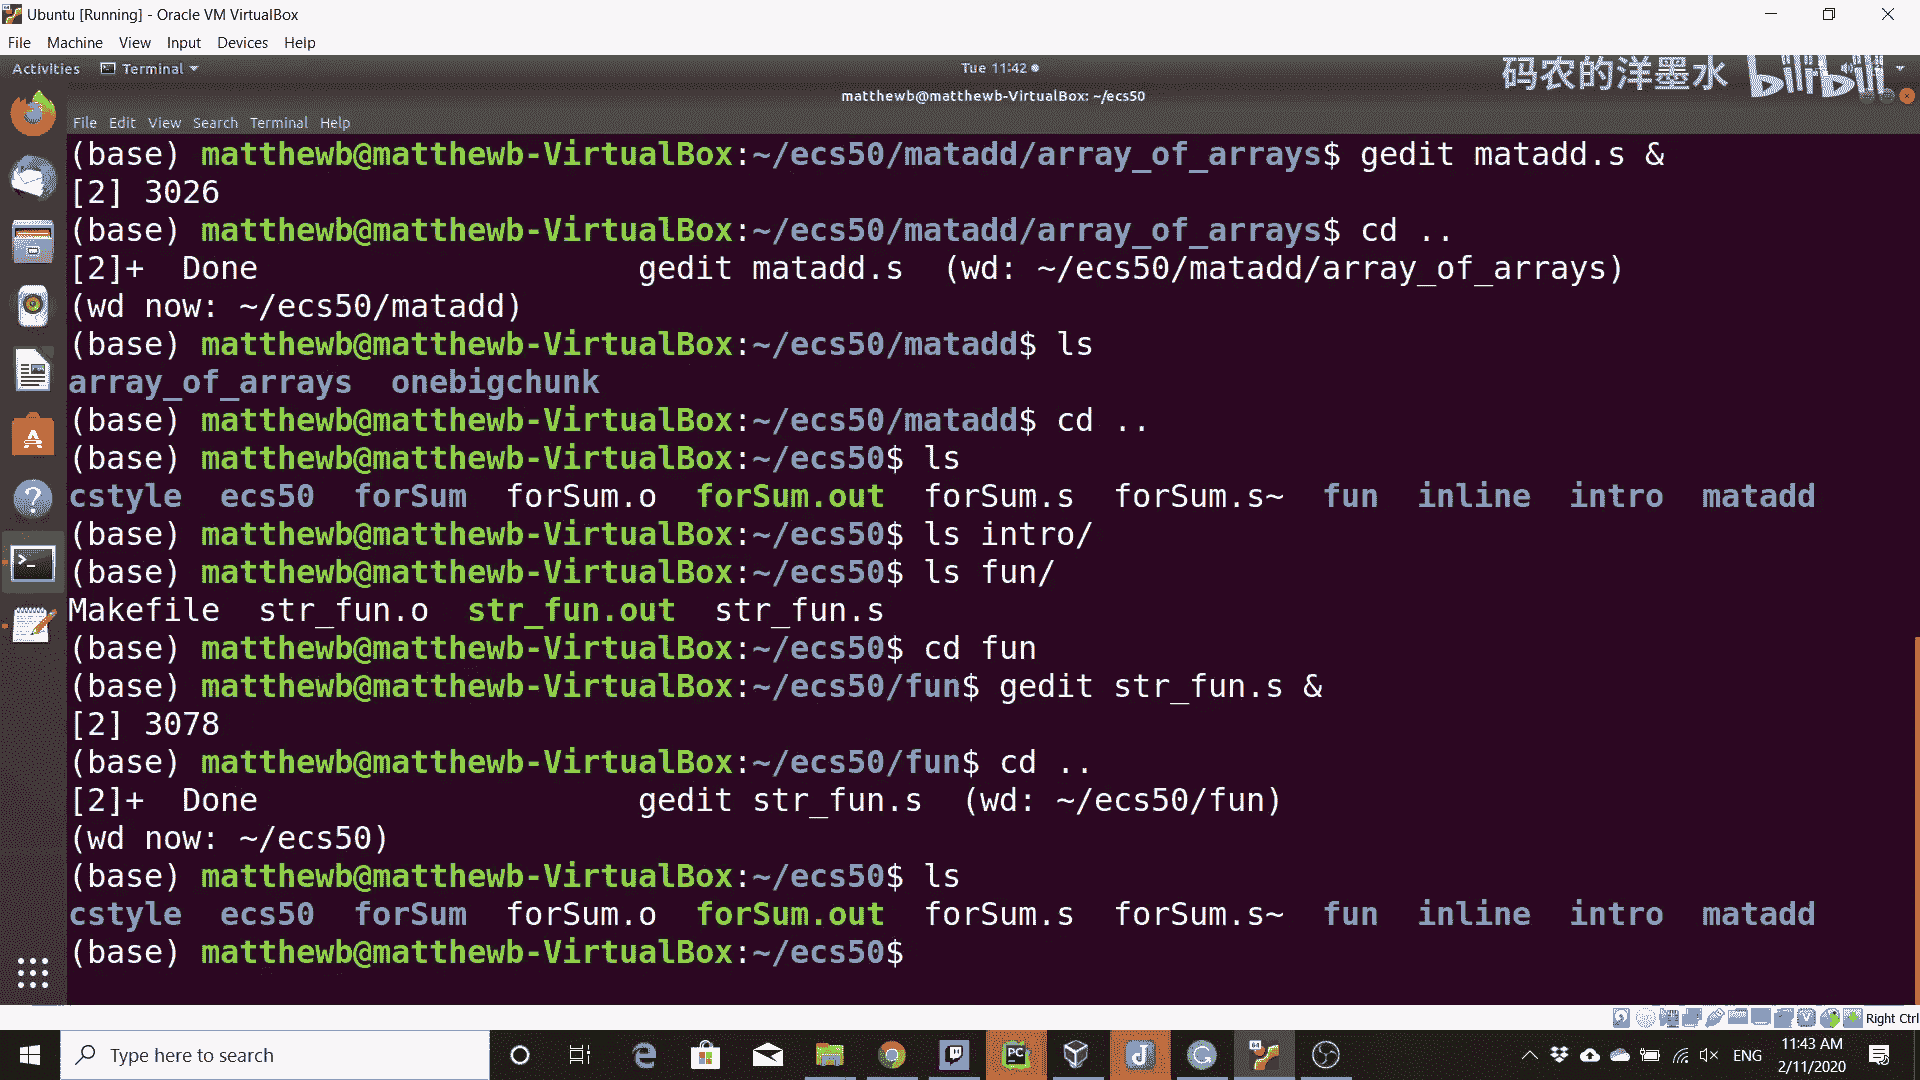 Ubuntu [Running] - Oracle VM VirtualBox
File Machine View Input Devices Help
Activities Terminal Tue 11:42
码农的洋墨水 bilibili
matthewb@matthewb-VirtualBox: ~/ecs50
File Edit View Search Terminal Help
(base) matthewb@matthewb-VirtualBox:~/ecs50/matadd/array_of_arrays$ gedit matadd.s &
[2] 3026
(base) matthewb@matthewb-VirtualBox:~/ecs50/matadd/array_of_arrays$ cd ..
[2]+  Done                    gedit matadd.s  (wd: ~/ecs50/matadd/array_of_arrays)
(wd now: ~/ecs50/matadd)
(base) matthewb@matthewb-VirtualBox:~/ecs50/matadd$ ls
array_of_arrays  onebigchunk
(base) matthewb@matthewb-VirtualBox:~/ecs50/matadd$ cd ..
(base) matthewb@matthewb-VirtualBox:~/ecs50$ ls
cstyle  ecs50  forSum  forSum.o  forSum.out  forSum.s  forSum.s~  fun  inline  intro  matadd
(base) matthewb@matthewb-VirtualBox:~/ecs50$ ls intro/
(base) matthewb@matthewb-VirtualBox:~/ecs50$ ls fun/
Makefile  str_fun.o  str_fun.out  str_fun.s
(base) matthewb@matthewb-VirtualBox:~/ecs50$ cd fun
(base) matthewb@matthewb-VirtualBox:~/ecs50/fun$ gedit str_fun.s &
[2] 3078
(base) matthewb@matthewb-VirtualBox:~/ecs50/fun$ cd ..
[2]+  Done                    gedit str_fun.s  (wd: ~/ecs50/fun)
(wd now: ~/ecs50)
(base) matthewb@matthewb-VirtualBox:~/ecs50$ ls
cstyle  ecs50  forSum  forSum.o  forSum.out  forSum.s  forSum.s~  fun  inline  intro  matadd
(base) matthewb@matthewb-VirtualBox:~/ecs50$
Right Ctrl
Type here to search
PC
ENG
11:43 AM
2/11/2020